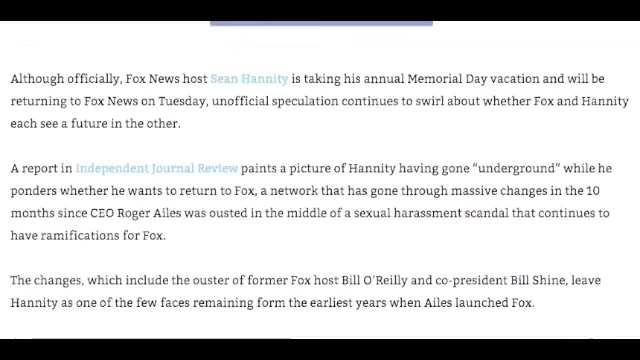 Although officially, Fox News host Sean Hannity is taking his annual Memorial Day vacation and will be
returning to Fox News on Tuesday, unofficial speculation continues to swirl about whether Fox and Hannity
each see a future in the other.
A report in Independent Journal Review paints a picture of Hannity having gone “underground” while he
ponders whether he wants to return to Fox, a network that has gone through massive changes in the 10
months since CEO Roger Ailes was ousted in the middle of a sexual harassment scandal that continues to
have ramifications for Fox.
The changes, which include the ouster of former Fox host Bill O’Reilly and co-president Bill Shine, leave
Hannity as one of the few faces remaining form the earliest years when Ailes launched Fox.